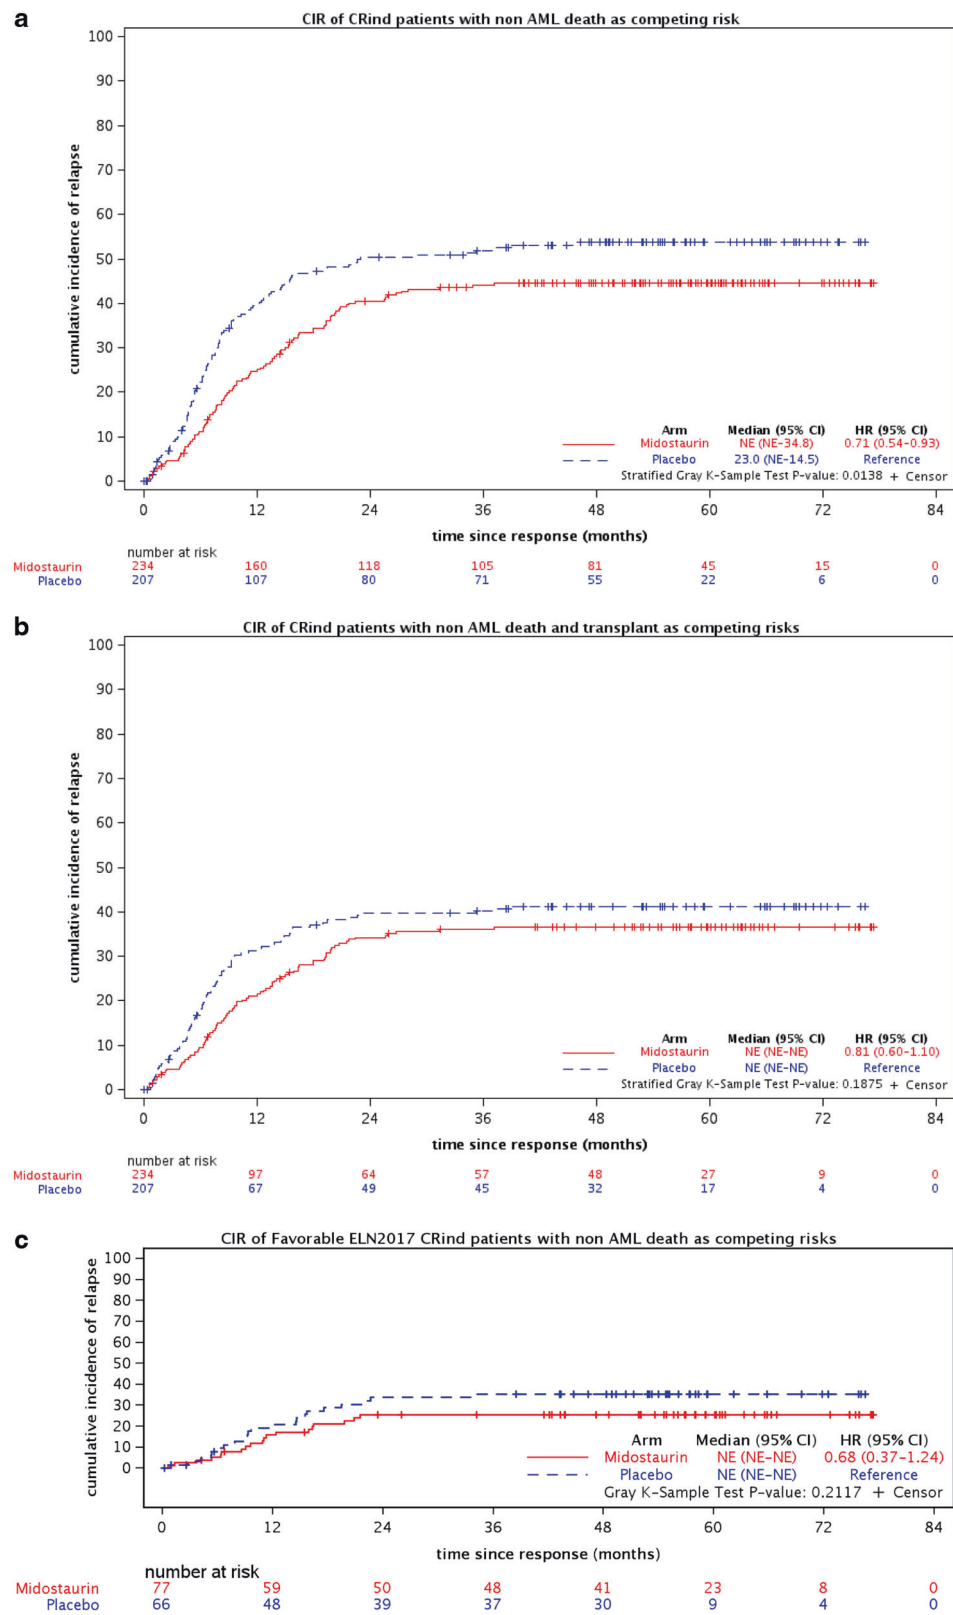 a
CIR of CRind patients with non AML death as competing risk
100
90
80
70
60
50
40
30
20
10
0
cumulative incidence of relapse
Arm Median (95% CI) HR (95% CI)
Midostaurin NE (NE–34.8) 0.71 (0.54–0.93)
Placebo 23.0 (NE–14.5) Reference
Stratified Gray K-Sample Test P-value: 0.0138 + Censor
0 12 24 36 48 60 72 84
time since response (months)
number at risk
Midostaurin 234 160 118 105 81 45 15 0
Placebo 207 107 80 71 55 22 6 0
b
CIR of CRind patients with non AML death and transplant as competing risks
100
90
80
70
60
50
40
30
20
10
0
cumulative incidence of relapse
Arm Median (95% CI) HR (95% CI)
Midostaurin NE (NE–NE) 0.81 (0.60–1.10)
Placebo NE (NE–NE) Reference
Stratified Gray K-Sample Test P-value: 0.1875 + Censor
0 12 24 36 48 60 72 84
time since response (months)
number at risk
Midostaurin 234 97 64 57 48 27 9 0
Placebo 207 67 49 45 32 17 4 0
c
CIR of Favorable ELN2017 CRind patients with non AML death as competing risks
100
90
80
70
60
50
40
30
20
10
0
cumulative incidence of relapse
Arm Median (95% CI) HR (95% CI)
Midostaurin NE (NE–NE) 0.68 (0.37–1.24)
Placebo NE (NE–NE) Reference
Gray K-Sample Test P-value: 0.2117 + Censor
0 12 24 36 48 60 72 84
time since response (months)
number at risk
Midostaurin 77 59 50 48 41 23 8 0
Placebo 66 48 39 37 30 9 4 0